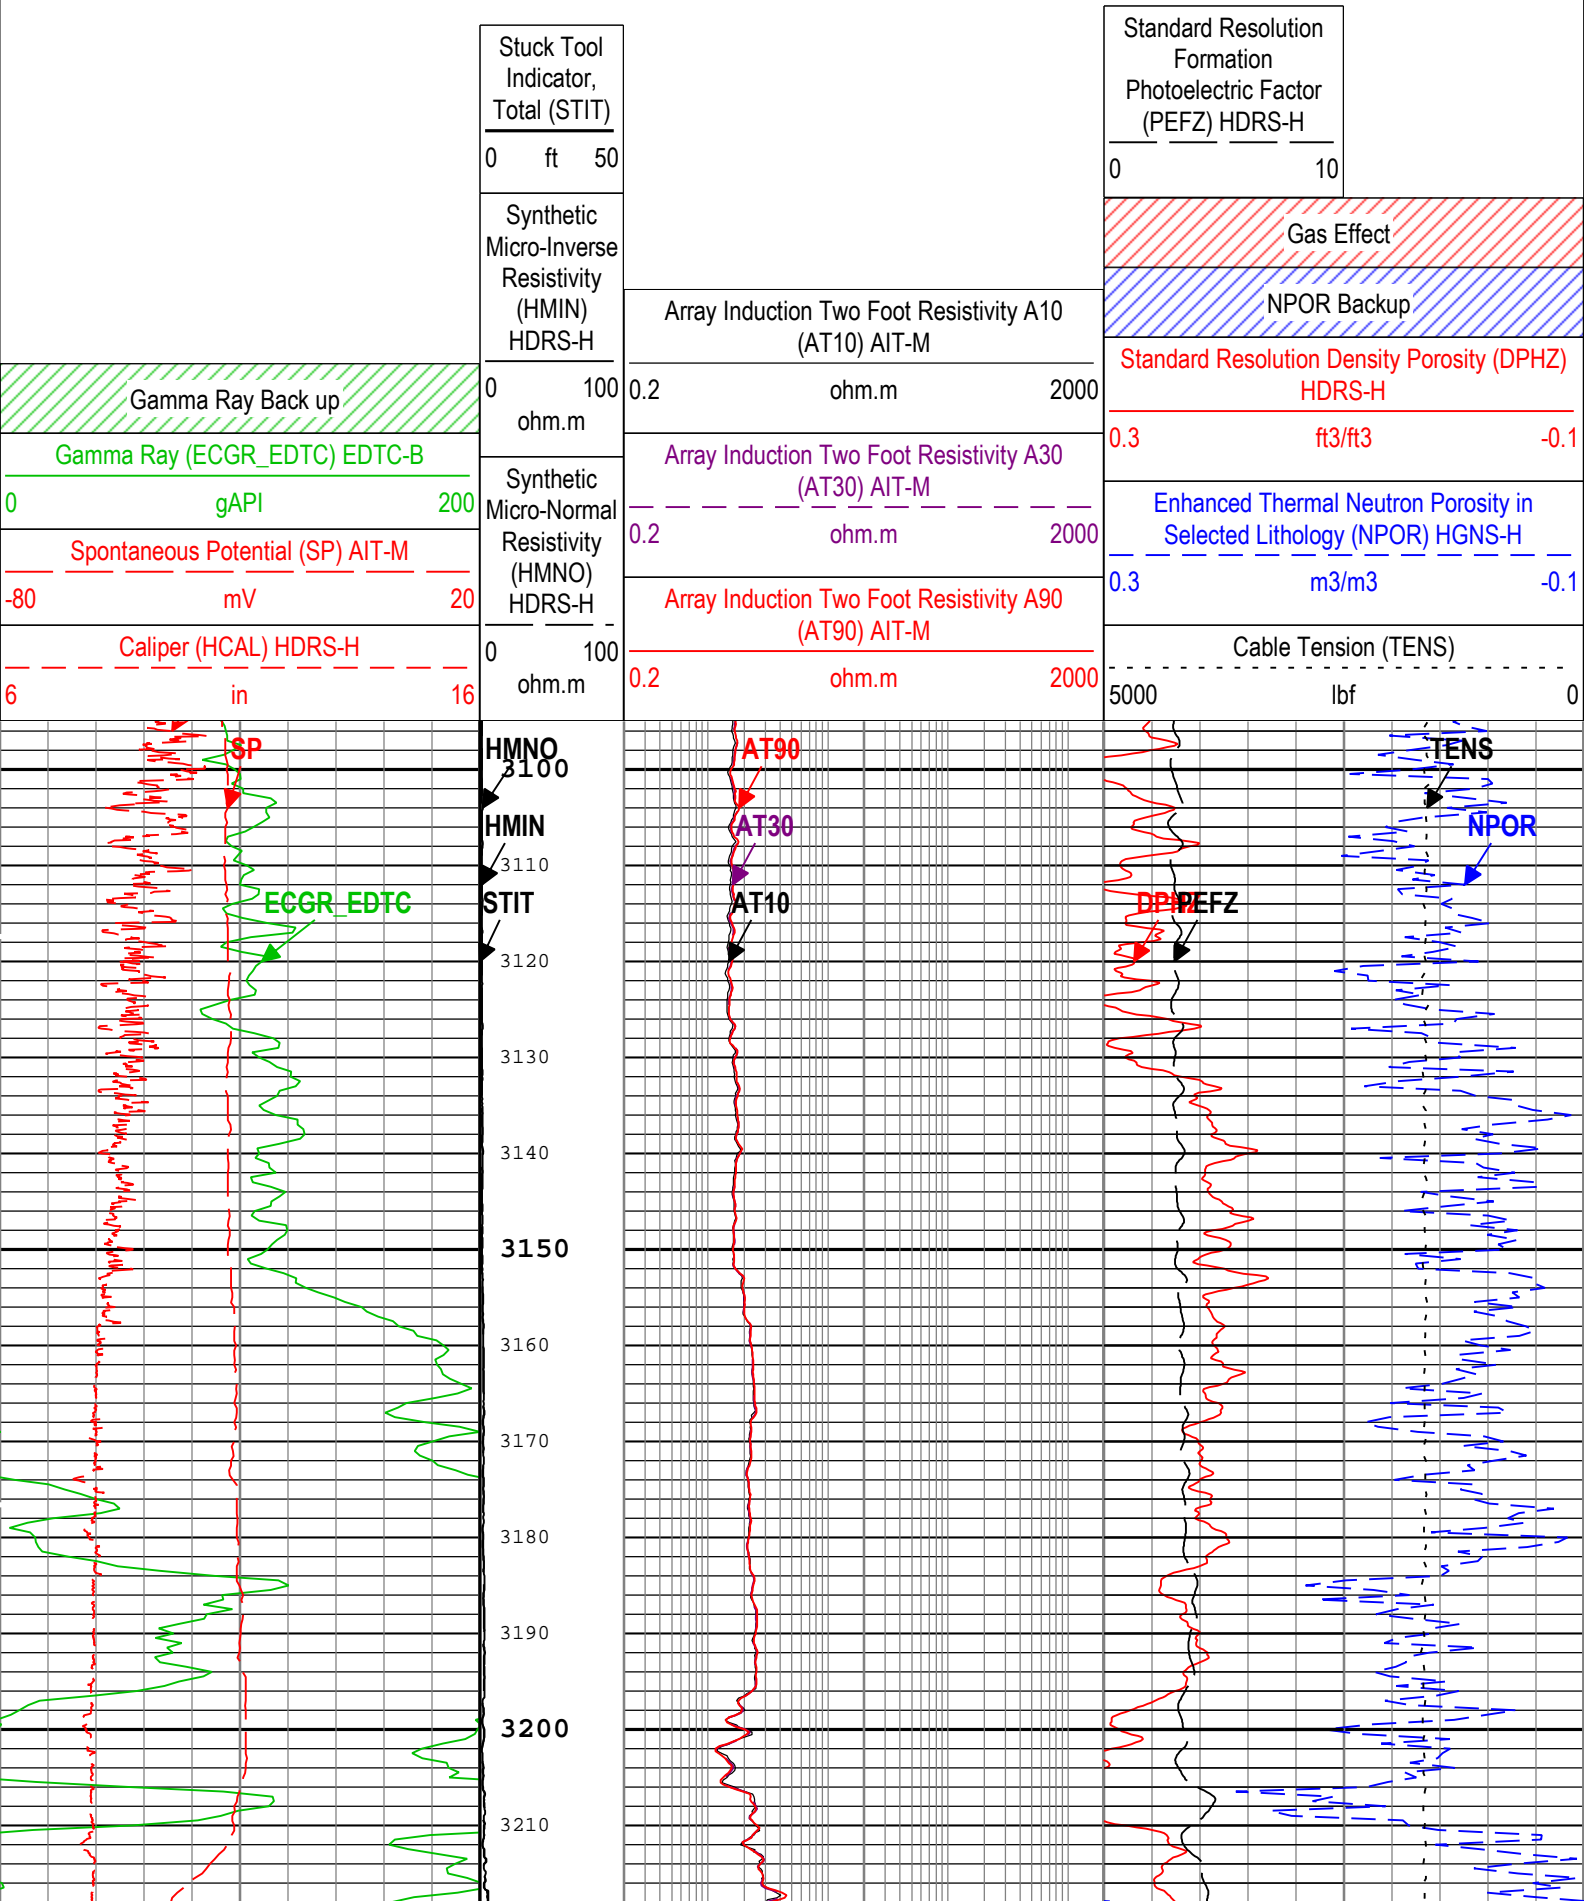 Stuck Tool
Indicator,
Total (STIT)
0 ft 50
Synthetic
Micro-Inverse
Resistivity
(HMIN)
HDRS-H
0 100
ohm.m
Synthetic
Micro-Normal
Resistivity
(HMNO)
HDRS-H
0 100
ohm.m
Standard Resolution
Formation
Photoelectric Factor
(PEFZ) HDRS-H
0 10
Gas Effect
NPOR Backup
Standard Resolution Density Porosity (DPHZ)
HDRS-H
0.3 ft3/ft3 -0.1
Enhanced Thermal Neutron Porosity in
Selected Lithology (NPOR) HGNS-H
0.3 m3/m3 -0.1
Cable Tension (TENS)
5000 lbf 0
Array Induction Two Foot Resistivity A10
(AT10) AIT-M
0.2 ohm.m 2000
Array Induction Two Foot Resistivity A30
(AT30) AIT-M
0.2 ohm.m 2000
Array Induction Two Foot Resistivity A90
(AT90) AIT-M
0.2 ohm.m 2000
Gamma Ray Back up
Gamma Ray (ECGR_EDTC) EDTC-B
0 gAPI 200
Spontaneous Potential (SP) AIT-M
-80 mV 20
Caliper (HCAL) HDRS-H
6 in 16
SP HMNO AT90 TENS
3100
HMIN AT30 NPOR
3110
ECGR_EDTC STIT AT10 DPHZ PEFZ
3120
3130
3140
3150
3160
3170
3180
3190
3200
3210